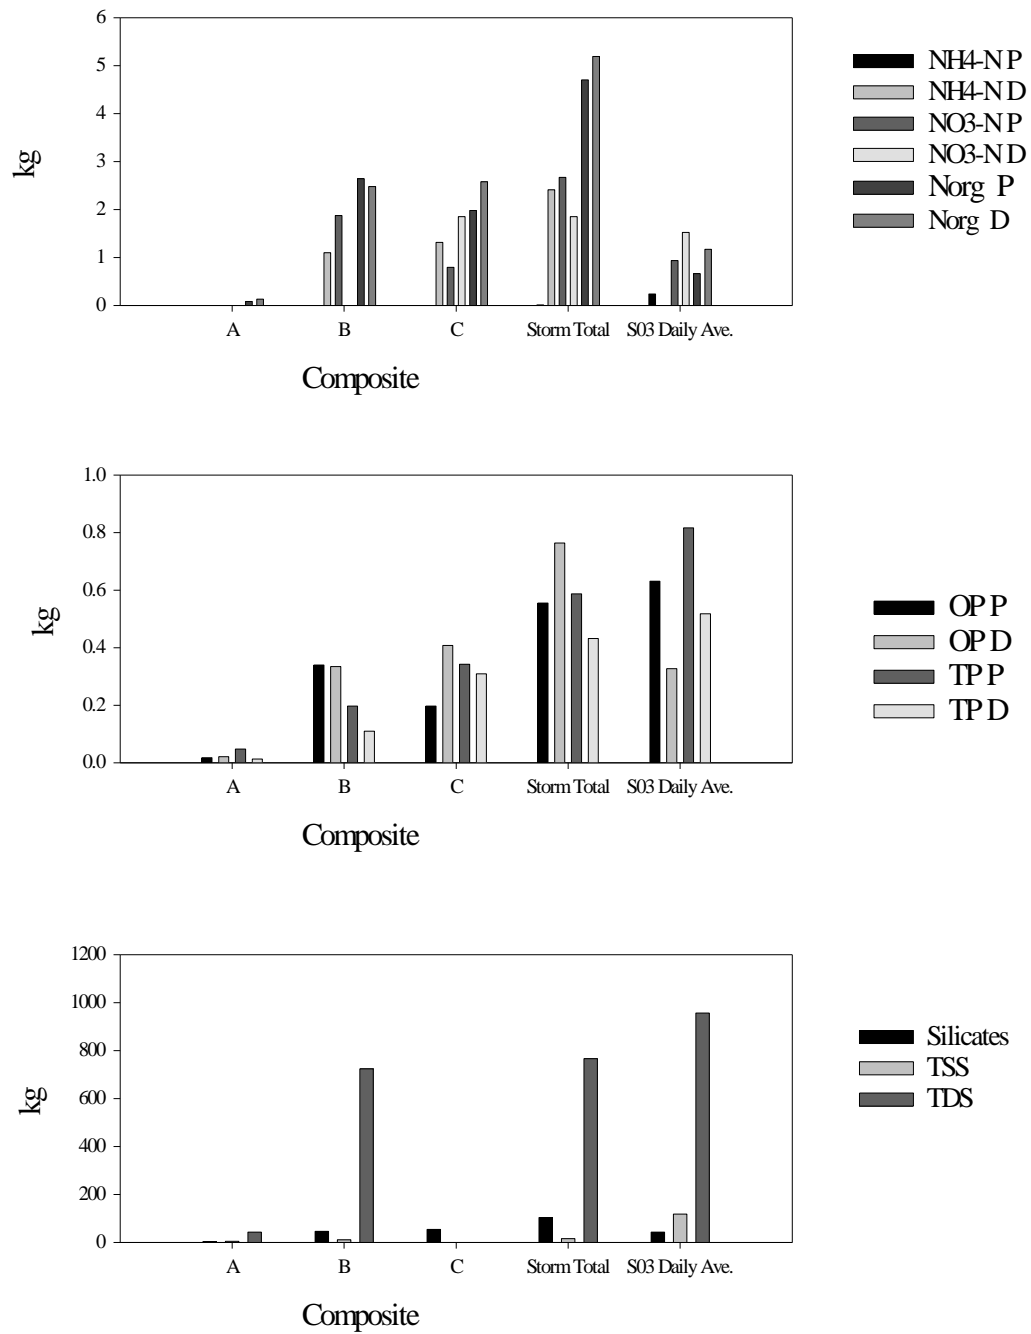 6
5
4
3
2
1
0
kg
A B C Storm Total S03 Daily Ave.
Composite
NH4-N P
NH4-N D
NO3-N P
NO3-N D
Norg P
Norg D
1.0
0.8
0.6
0.4
0.2
0.0
kg
A B C Storm Total S03 Daily Ave.
Composite
OP P
OP D
TP P
TP D
1200
1000
800
600
400
200
0
kg
A B C Storm Total S03 Daily Ave.
Composite
Silicates
TSS
TDS